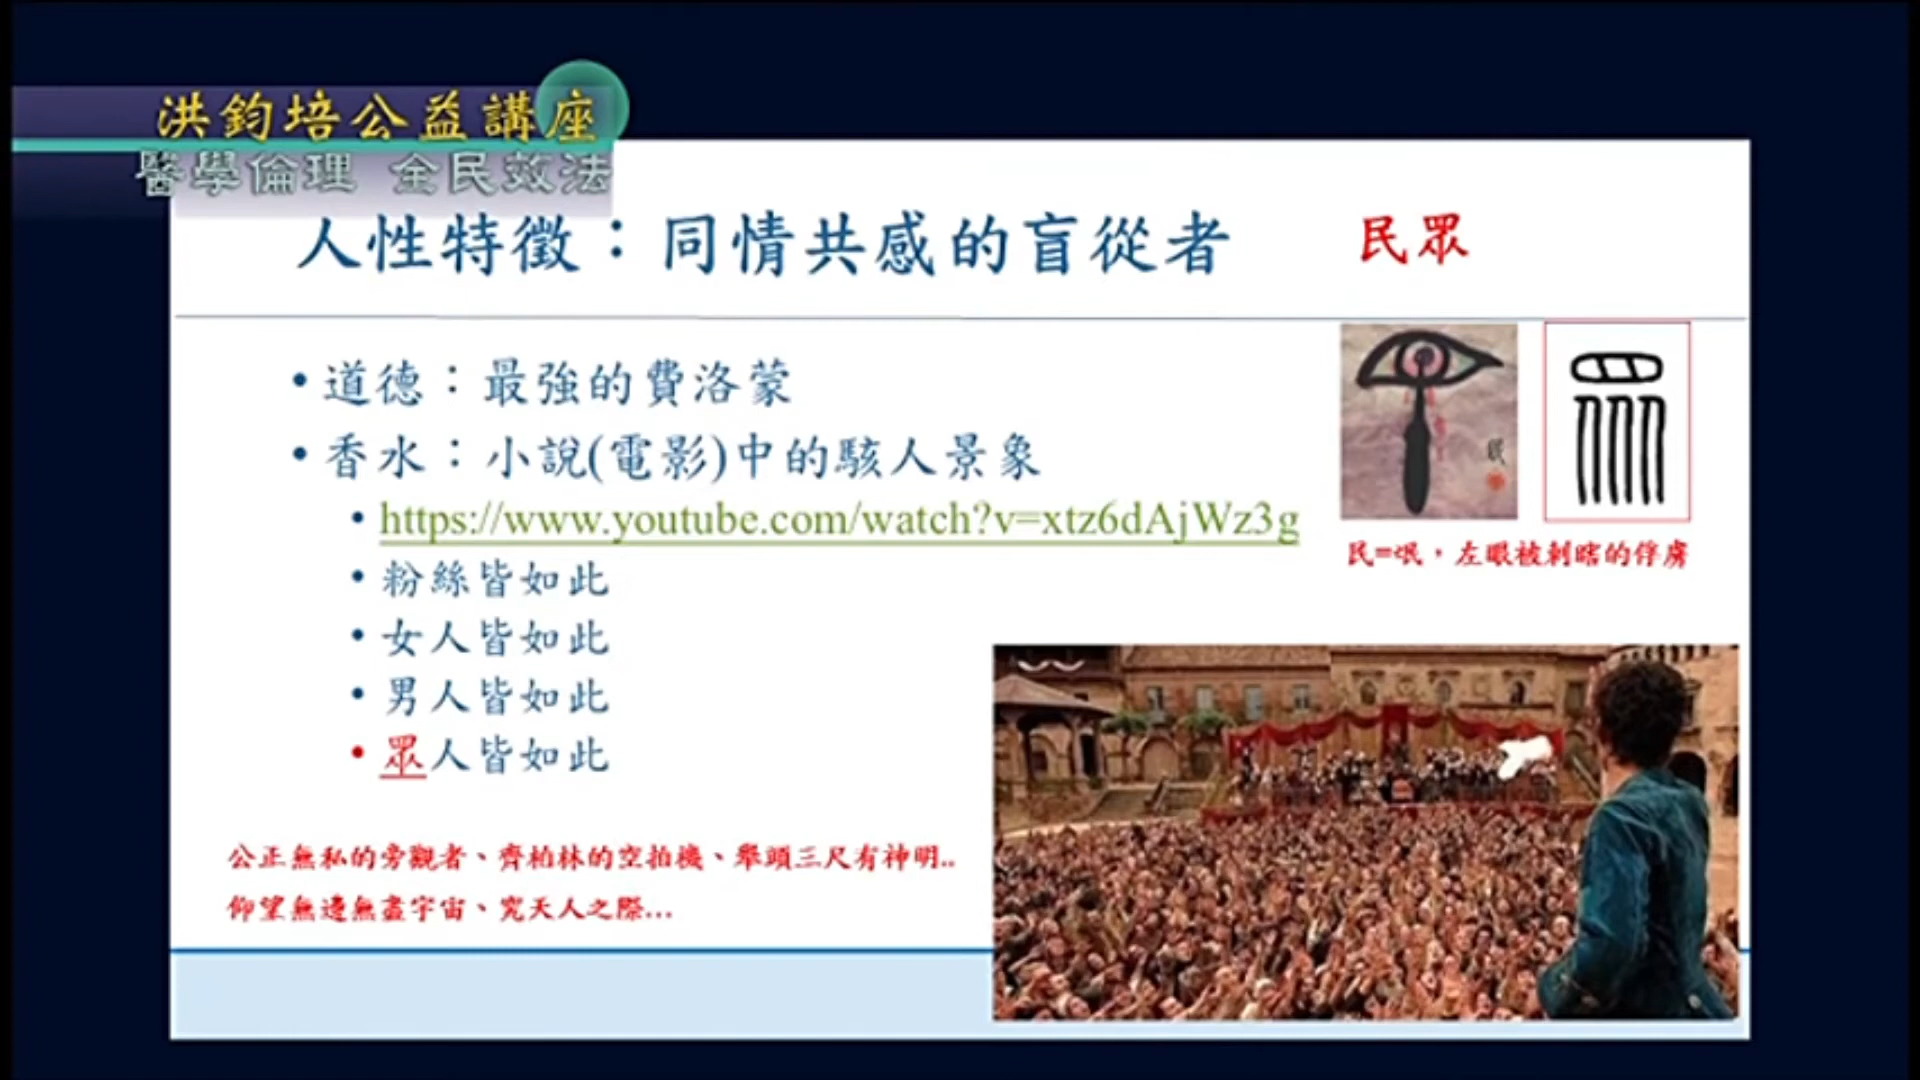 洪鈞培公益講座
醫學倫理 全民效法
人性特徵：同情共感的盲從者 民眾
• 道德：最強的費洛蒙
• 香水：小說(電影)中的駭人景象
• https://www.youtube.com/watch?v=xtz6dAjWz3g
• 粉絲皆如此
• 女人皆如此
• 男人皆如此
• 眾人皆如此
民=氓，左眼被刺瞎的俘虜
公正無私的旁觀者、齊柏林的空拍機、舉頭三尺有神明..
仰望無邊無盡宇宙、究天人之際...